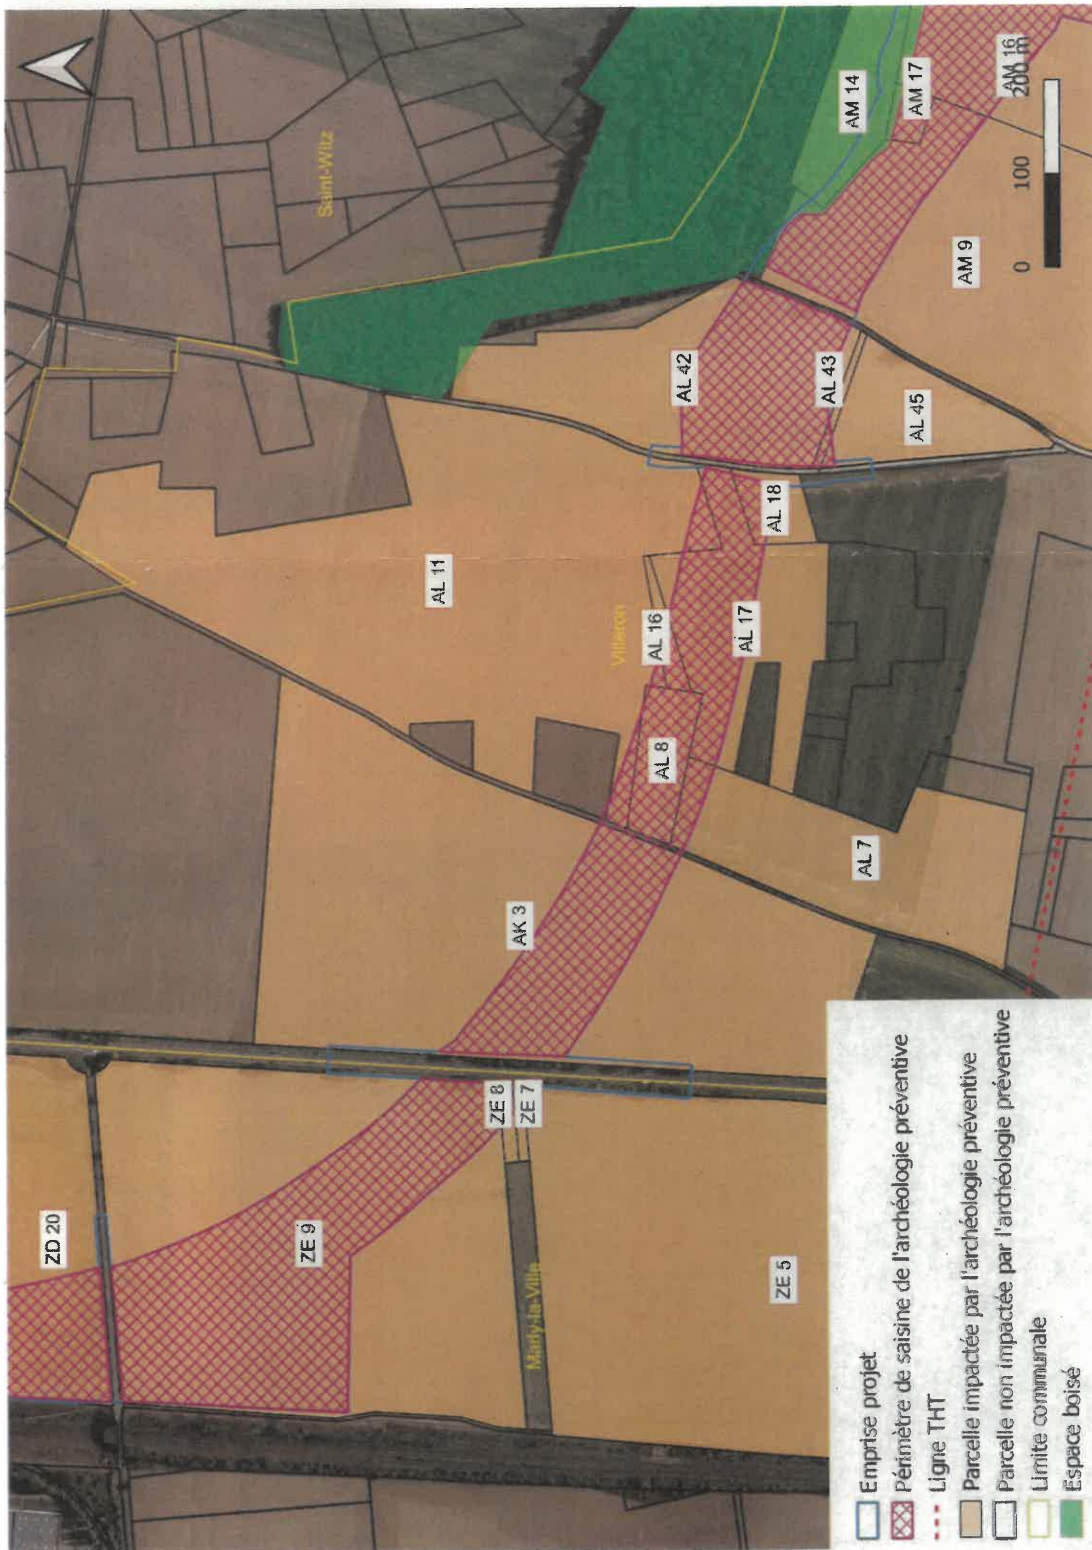 ZD 20
ZE 9
ZE 8
ZE 7
ZE 5
Marly-la-Ville
AK 3
AL 11
Villeron
AL 16
AL 8
AL 17
AL 18
AL 7
AL 42
AL 43
AL 45
Saint-Witz
AM 14
AM 17
AM 16
AM 9
0 100 200 m
Emprise projet
Périmètre de saisine de l'archéologie préventive
Ligne THT
Parcelle impactée par l'archéologie préventive
Parcelle non impactée par l'archéologie préventive
Limite communale
Espace boisé